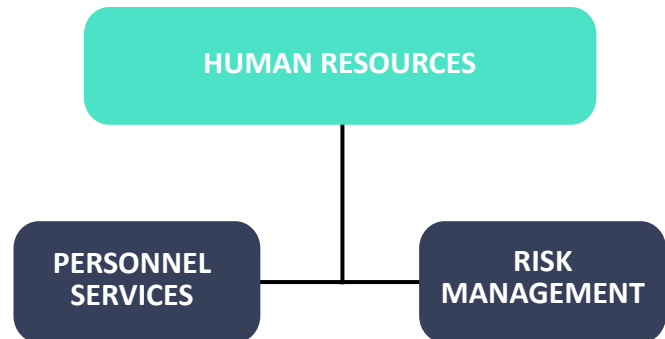 HUMAN RESOURCES
PERSONNEL
SERVICES
RISK
MANAGEMENT